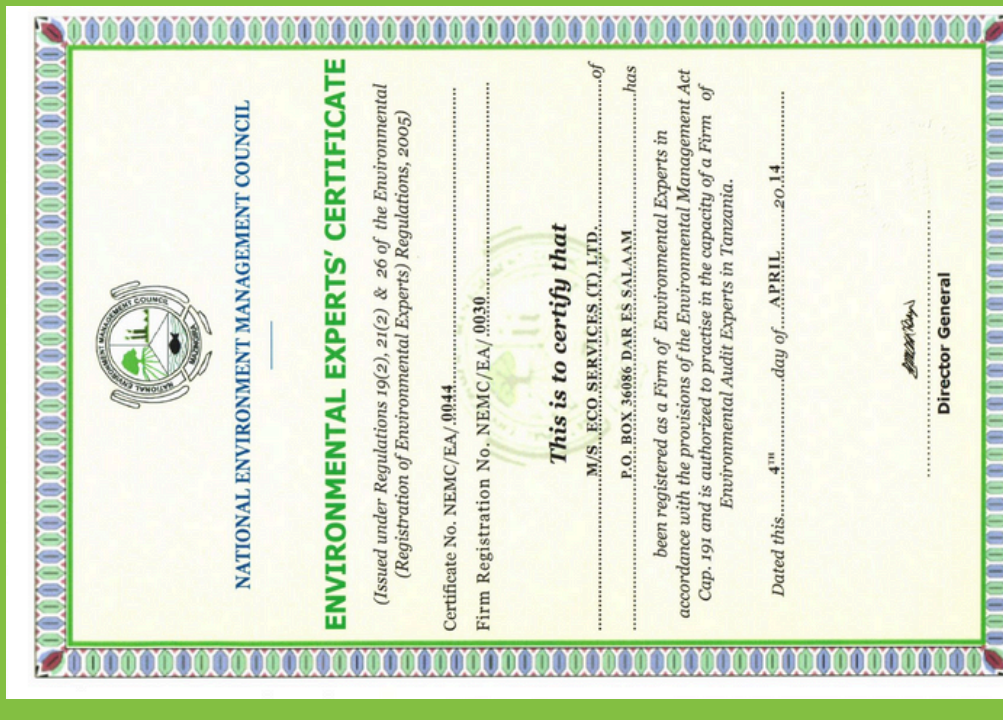 NATIONAL ENVIRONMENT MANAGEMENT COUNCIL
TANZANIA
NATIONAL ENVIRONMENT MANAGEMENT COUNCIL
ENVIRONMENTAL EXPERTS' CERTIFICATE
(Issued under Regulations 19(2), 21(2) & 26 of the Environmental
(Registration of Environmental Experts) Regulations, 2005)
Certificate No. NEMC/EA/.0044
Firm Registration No. NEMC/EA/ 0030
This is to certify that
M/S ECO SERVICES (T) LTD. of
P.O. BOX 36086 DAR ES SALAAM has
been registered as a Firm of Environmental Experts in
accordance with the provisions of the Environmental Management Act
Cap. 191 and is authorized to practise in the capacity of a Firm of
Environmental Audit Experts in Tanzania.
Dated this 4TH day of APRIL 20.14
Director General